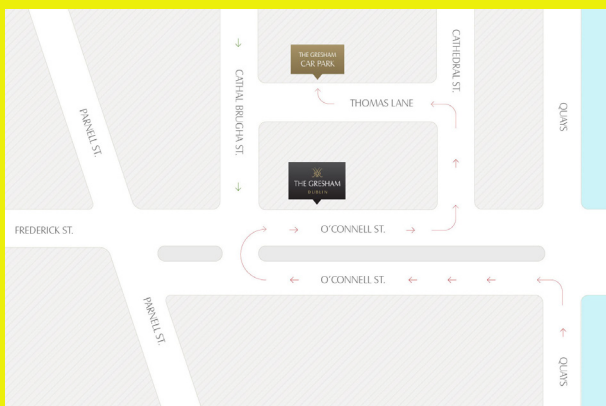 THE GRESHAM
CAR PARK
CATHEDRAL ST.
CATHAL BRUGHA ST.
THOMAS LANE
QUAYS
PARNELL ST.
THE GRESHAM
DUBLIN
FREDERICK ST.
O'CONNELL ST.
O'CONNELL ST.
PARNELL ST.
QUAYS